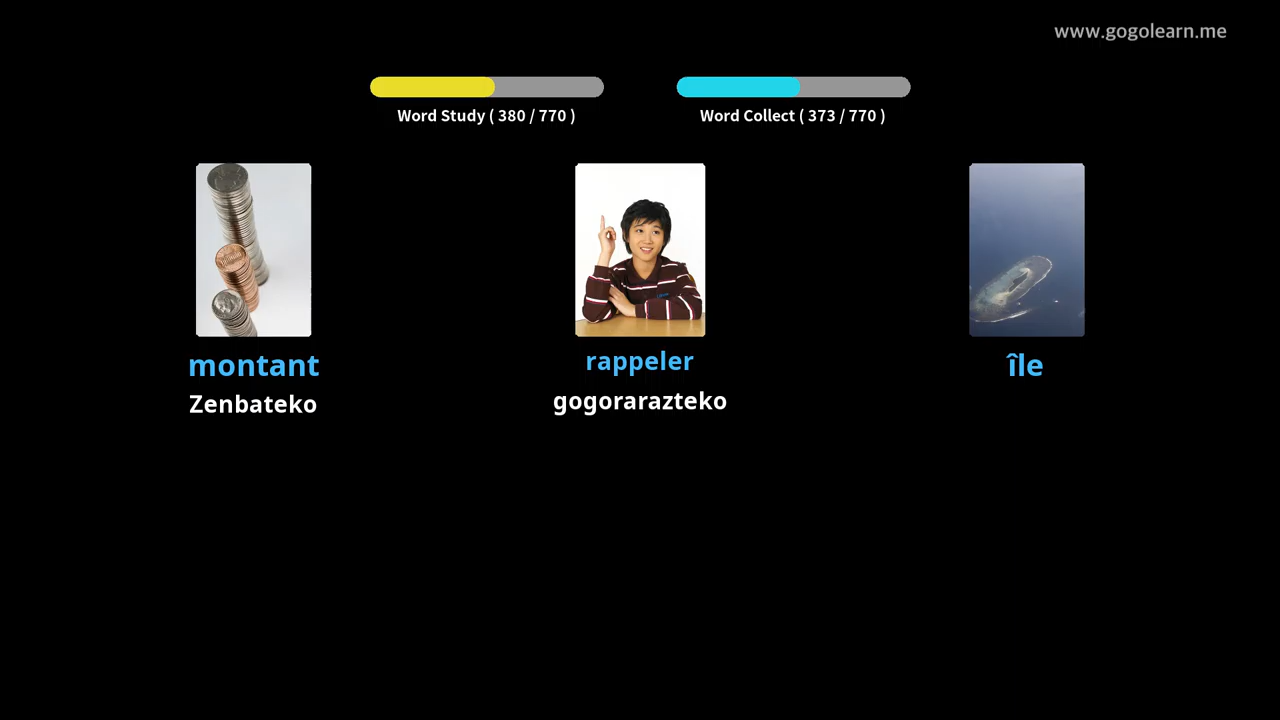 www.gogolearn.me
Word Study ( 380 / 770 )
Word Collect ( 373 / 770 )
montant
Zenbateko
rappeler
gogorarazteko
île